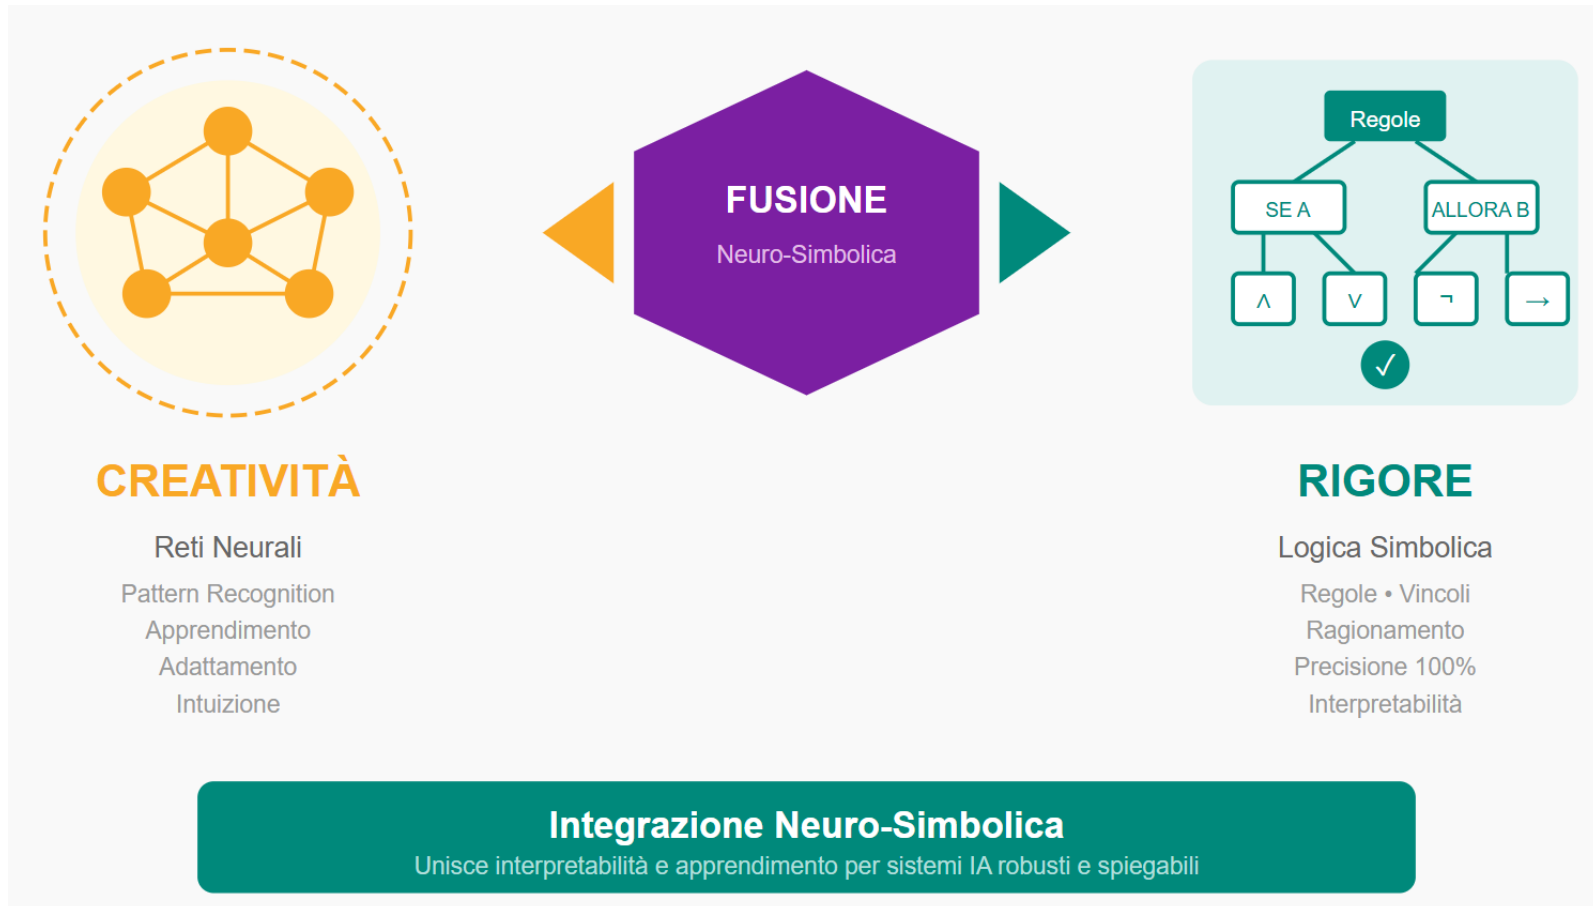 FUSIONE
Neuro-Simbolica
Regole
SE A
ALLORA B
∧
∨
¬
→
✓
CREATIVITÀ
Reti Neurali
Pattern Recognition
Apprendimento
Adattamento
Intuizione
RIGORE
Logica Simbolica
Regole • Vincoli
Ragionamento
Precisione 100%
Interpretabilità
Integrazione Neuro-Simbolica
Unisce interpretabilità e apprendimento per sistemi IA robusti e spiegabili